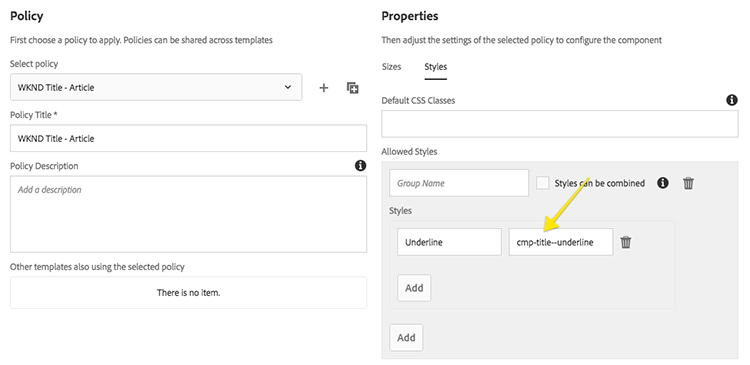 Policy
First choose a policy to apply. Policies can be shared across templates
Select policy
WKND Title - Article
Policy Title *
WKND Title - Article
Policy Description
Add a description
Other templates also using the selected policy
There is no item.
Properties
Then adjust the settings of the selected policy to configure the component
Sizes Styles
Default CSS Classes
Allowed Styles
Group Name Styles can be combined
Styles
Underline cmp-title--underline
Add
Add